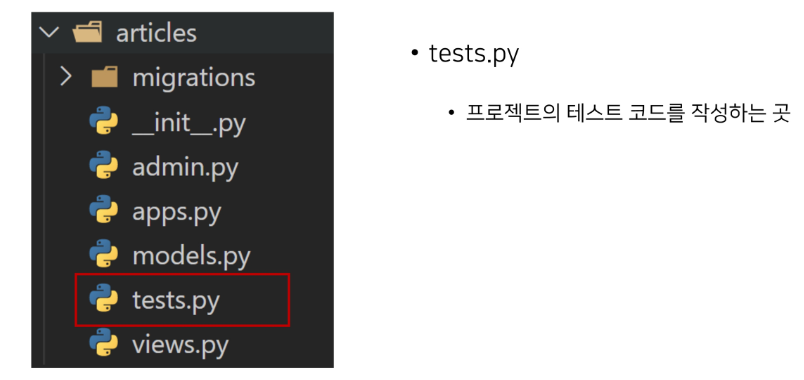 articles
migrations
__init__.py
admin.py
apps.py
models.py
tests.py
views.py
• tests.py
• 프로젝트의 테스트 코드를 작성하는 곳